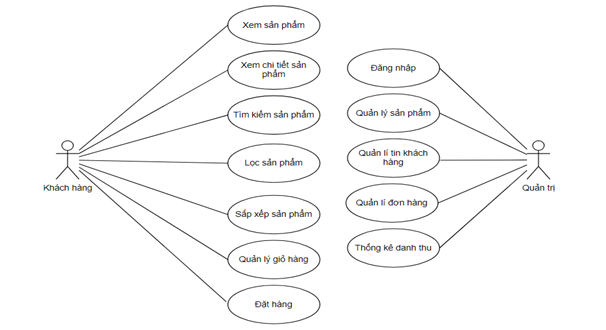 Xem sản phẩm
Xem chi tiết sản
phẩm
Tìm kiếm sản phẩm
Lọc sản phẩm
Sắp xếp sản phẩm
Quản lý giỏ hàng
Đặt hàng
Khách hàng
Đăng nhập
Quản lý sản phẩm
Quản lí tin khách
hàng
Quản lí đơn hàng
Thống kê danh thu
Quản trị